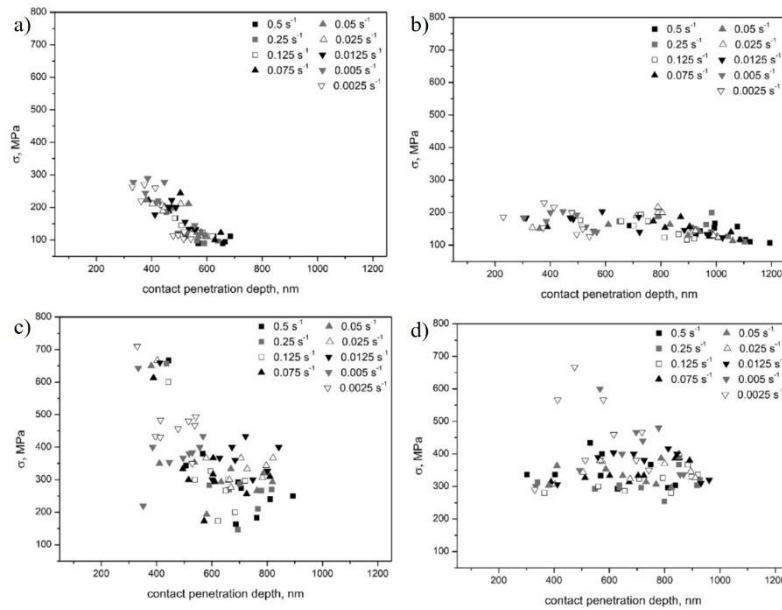 a)
800
700
600
500
400
300
200
100
σ, MPa
0.5 s⁻¹ 0.05 s⁻¹
0.25 s⁻¹ 0.025 s⁻¹
0.125 s⁻¹ 0.0125 s⁻¹
0.075 s⁻¹ 0.005 s⁻¹
0.0025 s⁻¹
200 400 600 800 1000 1200
contact penetration depth, nm
b)
800
700
600
500
400
300
200
100
σ, MPa
0.5 s⁻¹ 0.05 s⁻¹
0.25 s⁻¹ 0.025 s⁻¹
0.125 s⁻¹ 0.0125 s⁻¹
0.075 s⁻¹ 0.005 s⁻¹
0.0025 s⁻¹
200 400 600 800 1000 1200
contact penetration depth, nm
c)
800
700
600
500
400
300
200
100
σ, MPa
0.5 s⁻¹ 0.05 s⁻¹
0.25 s⁻¹ 0.025 s⁻¹
0.125 s⁻¹ 0.0125 s⁻¹
0.075 s⁻¹ 0.005 s⁻¹
0.0025 s⁻¹
200 400 600 800 1000 1200
contact penetration depth, nm
d)
800
700
600
500
400
300
200
100
σ, MPa
0.5 s⁻¹ 0.05 s⁻¹
0.25 s⁻¹ 0.025 s⁻¹
0.125 s⁻¹ 0.0125 s⁻¹
0.075 s⁻¹ 0.005 s⁻¹
0.0025 s⁻¹
200 400 600 800 1000 1200
contact penetration depth, nm